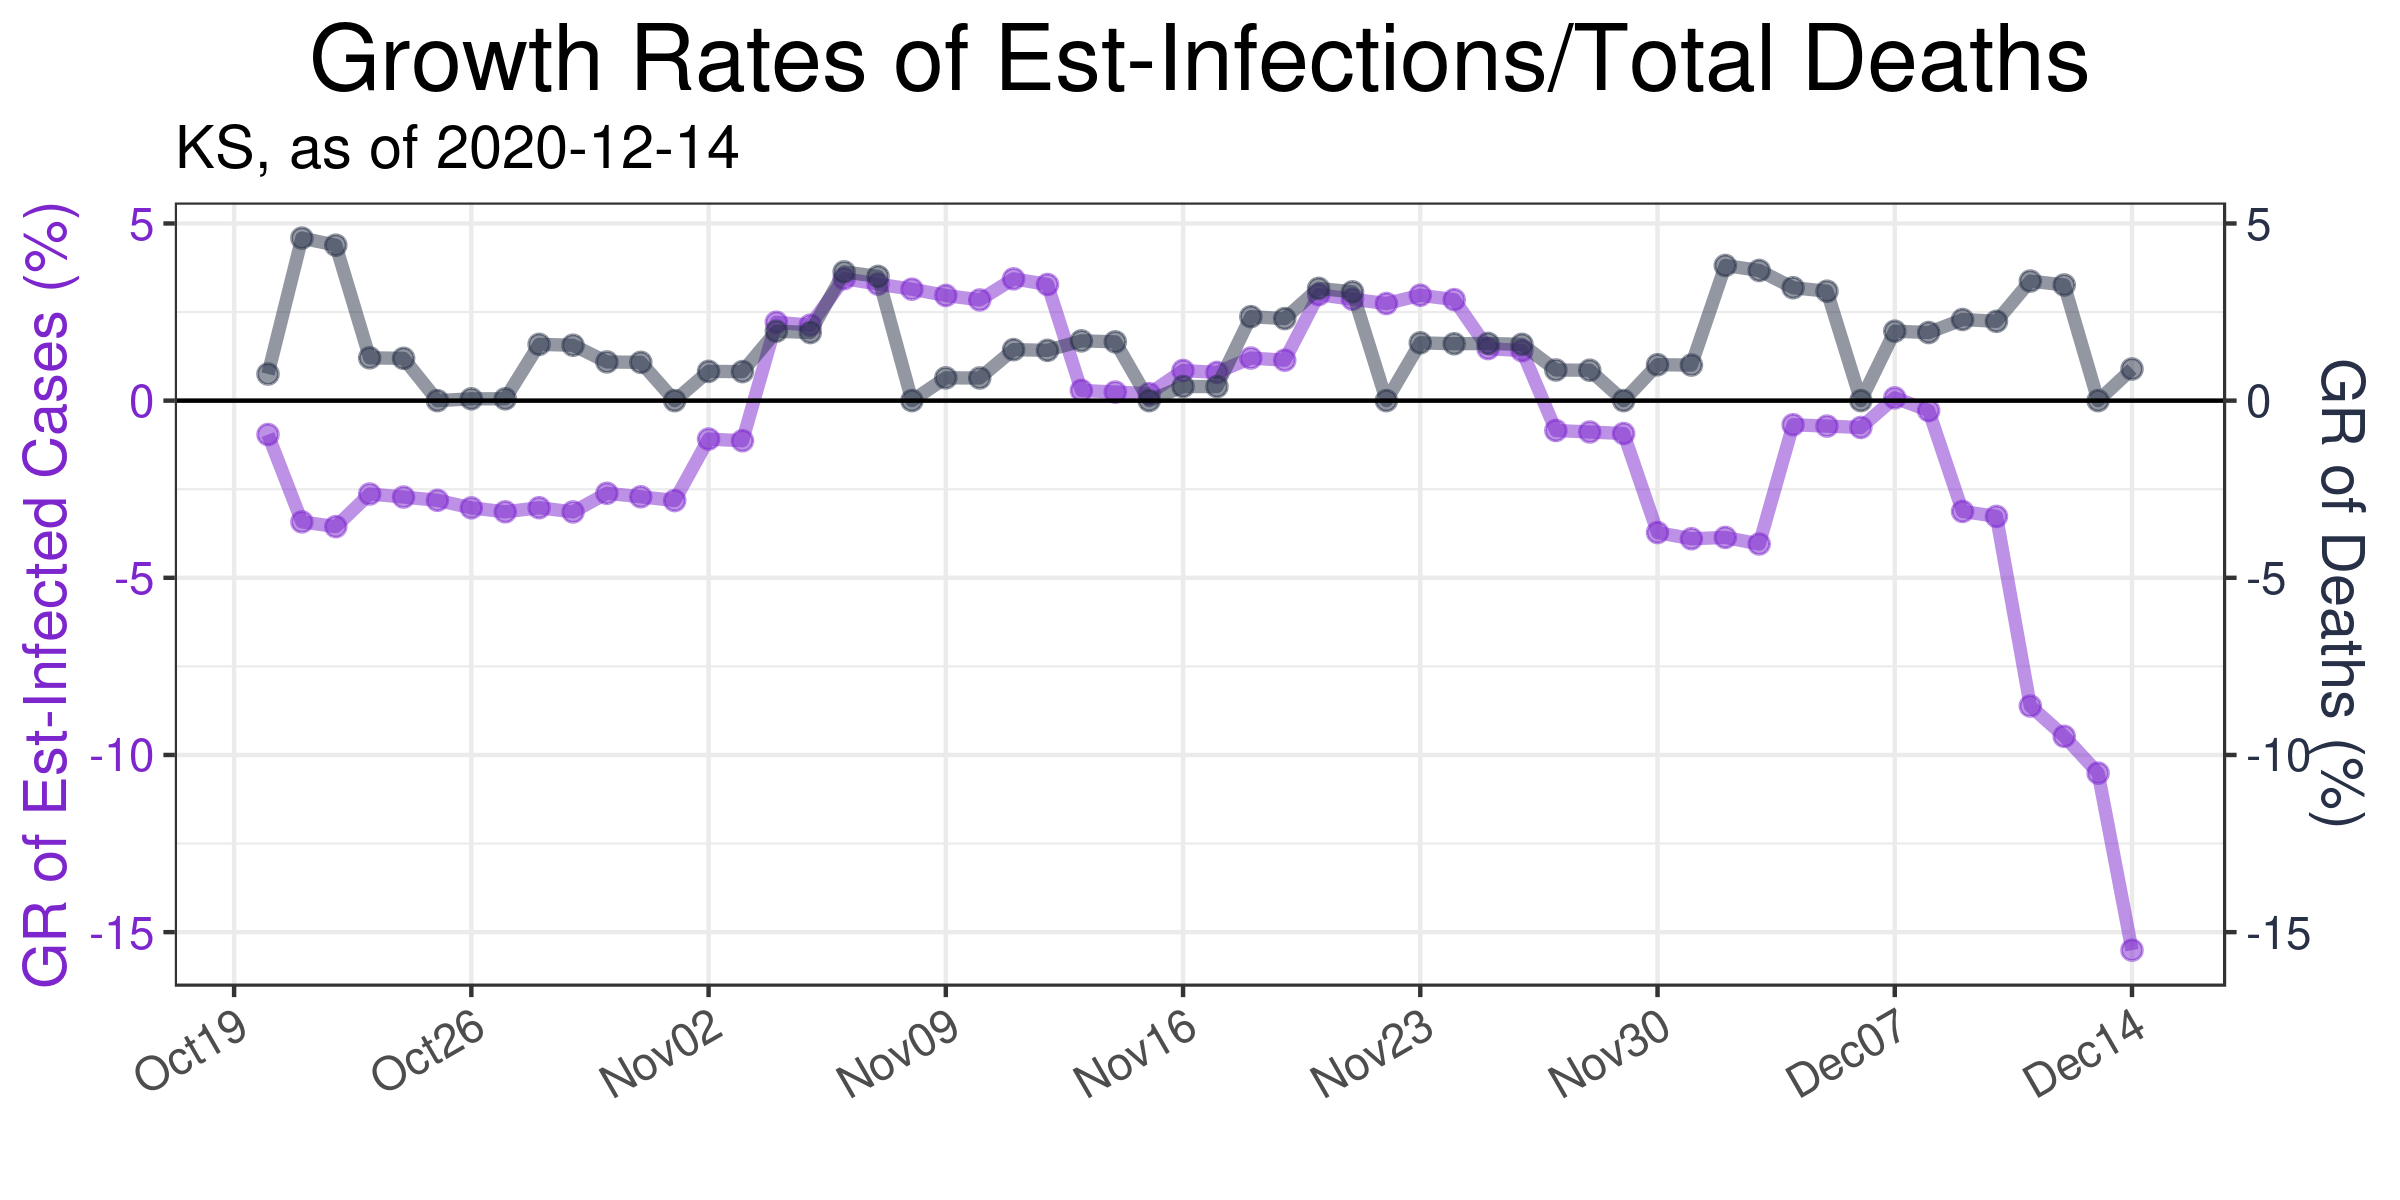 Growth Rates of Est-Infections/Total Deaths
KS, as of 2020-12-14
GR of Est-Infected Cases (%)
5
0
-5
-10
-15
5
0
-5
-10
-15
GR of Deaths (%)
Oct19
Oct26
Nov02
Nov09
Nov16
Nov23
Nov30
Dec07
Dec14